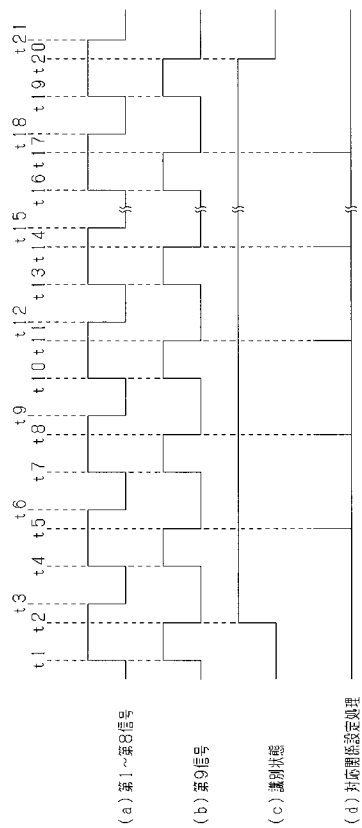 t1 t2 t3 t4 t5 t6 t7 t8 t9 t10 t11 t12 t13 t14 t15 t16 t17 t18 t19 t20 t21
(a) 第1〜第8信号
(b) 第9信号
(c) 識別状態
(d) 対応関係設定処理